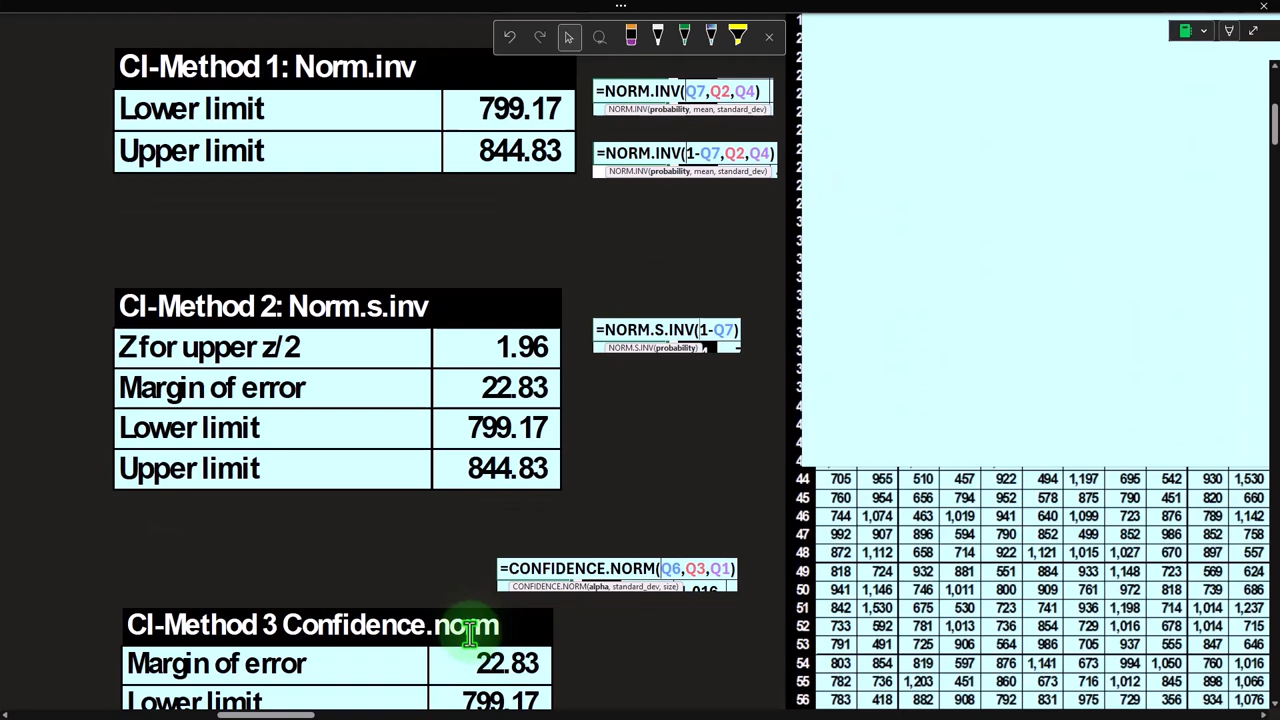 CI-Method 1: Norm.inv
Lower limit 799.17
Upper limit 844.83
=NORM.INV(Q7,Q2,Q4)
NORM.INV(probability, mean, standard_dev)
=NORM.INV(1-Q7,Q2,Q4)
NORM.INV(probability, mean, standard_dev)
CI-Method 2: Norm.s.inv
Z for upper z/2 1.96
Margin of error 22.83
Lower limit 799.17
Upper limit 844.83
=NORM.S.INV(1-Q7)
NORM.S.INV(probability)
=CONFIDENCE.NORM(Q6,Q3,Q1)
CONFIDENCE.NORM(alpha, standard_dev, size)
CI-Method 3 Confidence.norm
Margin of error 22.83
Lower limit 799.17
44 705 955 510 457 922 494 1,197 695 542 930 1,530
45 760 954 656 794 952 578 875 790 451 820 660
46 744 1,074 463 1,019 941 640 1,099 723 876 789 1,142
47 992 907 896 594 790 852 499 852 986 852 758
48 872 1,112 658 714 922 1,121 1,015 1,027 670 897 557
49 818 724 932 881 551 884 933 1,148 723 561 923
50 941 1,146 746 1,011 800 909 761 972 818 739 686
51 842 1,530 675 530 723 741 936 1,198 714 1,014 1,237
52 733 592 781 1,013 736 854 729 1,016 678 1,014 715
53 791 491 725 906 564 986 705 937 555 847 646
54 803 854 819 597 876 1,141 673 994 1,050 760 1,016
55 782 736 1,203 451 860 673 716 1,012 845 898 1,066
56 783 418 882 908 792 831 975 729 356 934 1,076